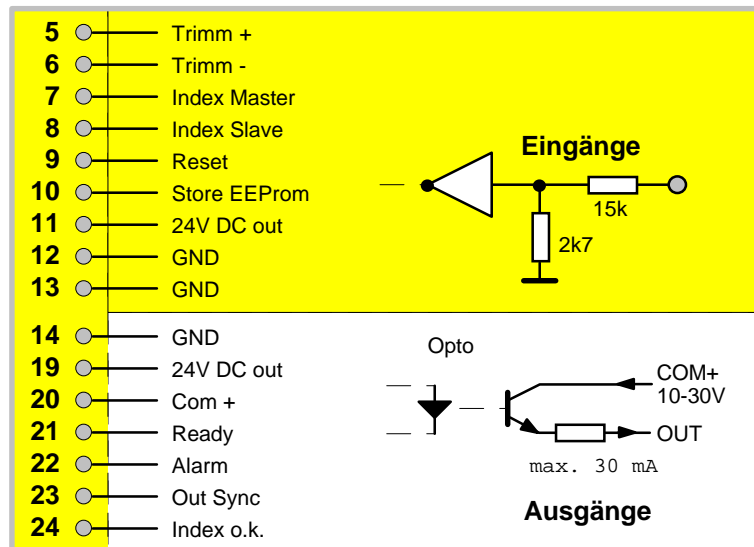 5 Trimm +
6 Trimm -
7 Index Master
8 Index Slave
9 Reset
10 Store EEProm
11 24V DC out
12 GND
13 GND
Eingänge
15k
2k7
14 GND
19 24V DC out
20 Com +
21 Ready
22 Alarm
23 Out Sync
24 Index o.k.
Opto
COM+
10-30V
OUT
max. 30 mA
Ausgänge